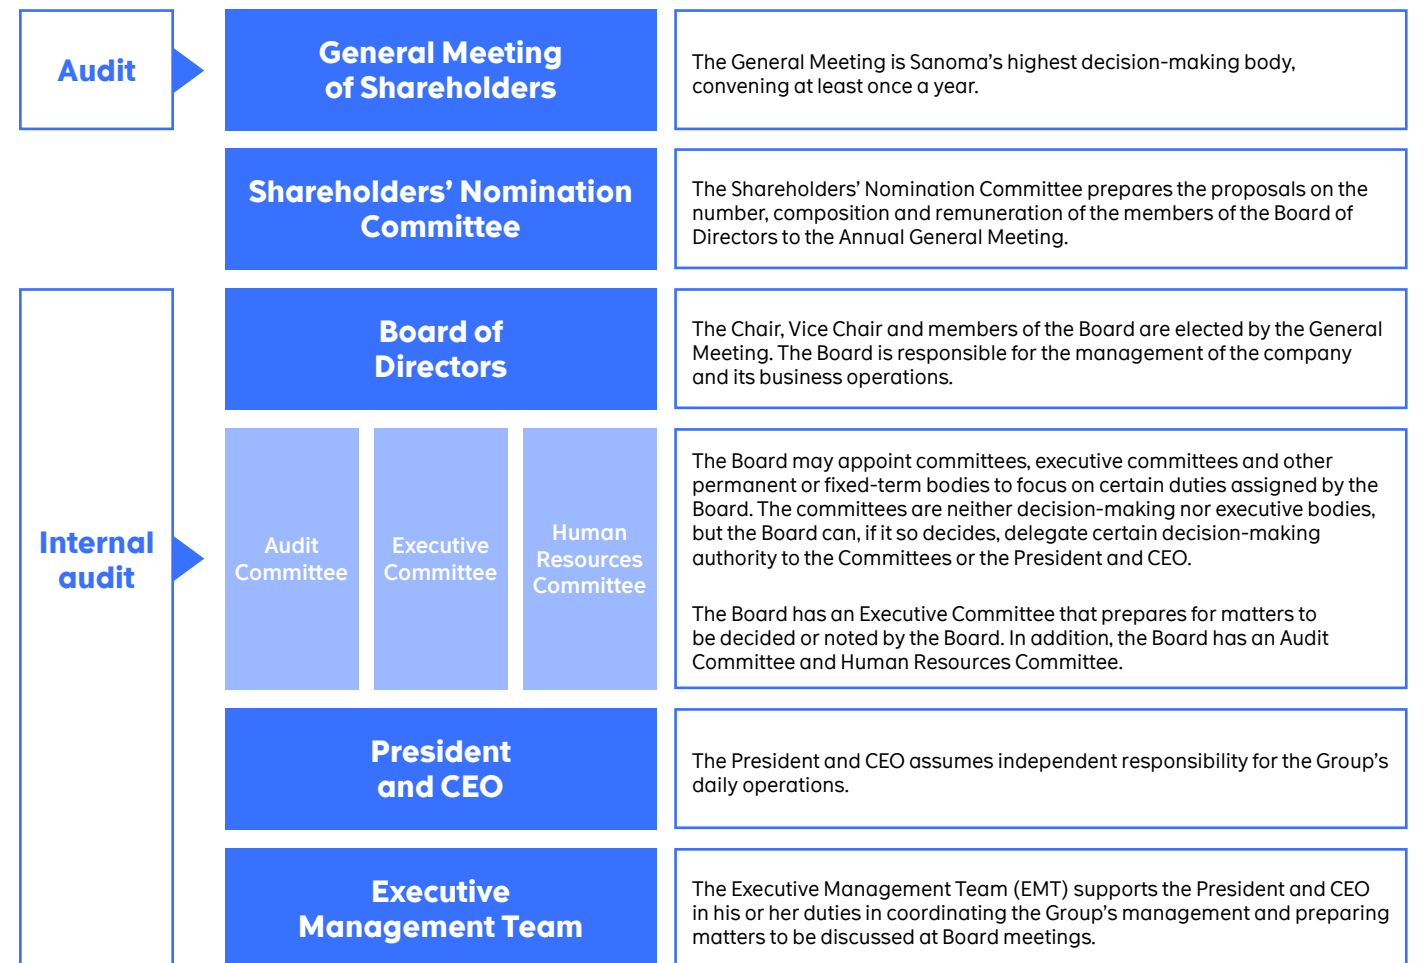 Audit
General Meeting
of Shareholders
The General Meeting is Sanoma’s highest decision-making body,
convening at least once a year.
Shareholders’ Nomination
Committee
The Shareholders’ Nomination Committee prepares the proposals on the
number, composition and remuneration of the members of the Board of
Directors to the Annual General Meeting.
Internal
audit
Board of
Directors
The Chair, Vice Chair and members of the Board are elected by the General
Meeting. The Board is responsible for the management of the company
and its business operations.
Audit
Committee
Executive
Committee
Human
Resources
Committee
The Board may appoint committees, executive committees and other
permanent or fixed-term bodies to focus on certain duties assigned by the
Board. The committees are neither decision-making nor executive bodies,
but the Board can, if it so decides, delegate certain decision-making
authority to the Committees or the President and CEO.
The Board has an Executive Committee that prepares for matters to
be decided or noted by the Board. In addition, the Board has an Audit
Committee and Human Resources Committee.
President
and CEO
The President and CEO assumes independent responsibility for the Group’s
daily operations.
Executive
Management Team
The Executive Management Team (EMT) supports the President and CEO
in his or her duties in coordinating the Group’s management and preparing
matters to be discussed at Board meetings.